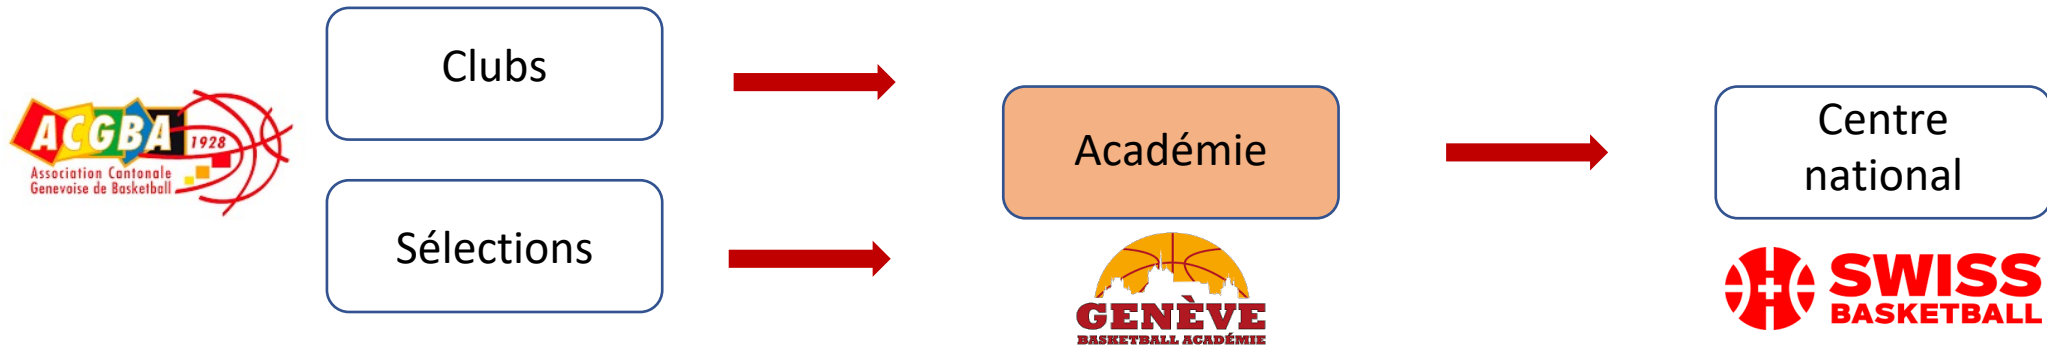 ACGBA
1928
Association Cantonale
Genevoise de Basketball
Clubs
Sélections
Académie
GENÈVE
BASKETBALL ACADÉMIE
Centre
national
SWISS
BASKETBALL